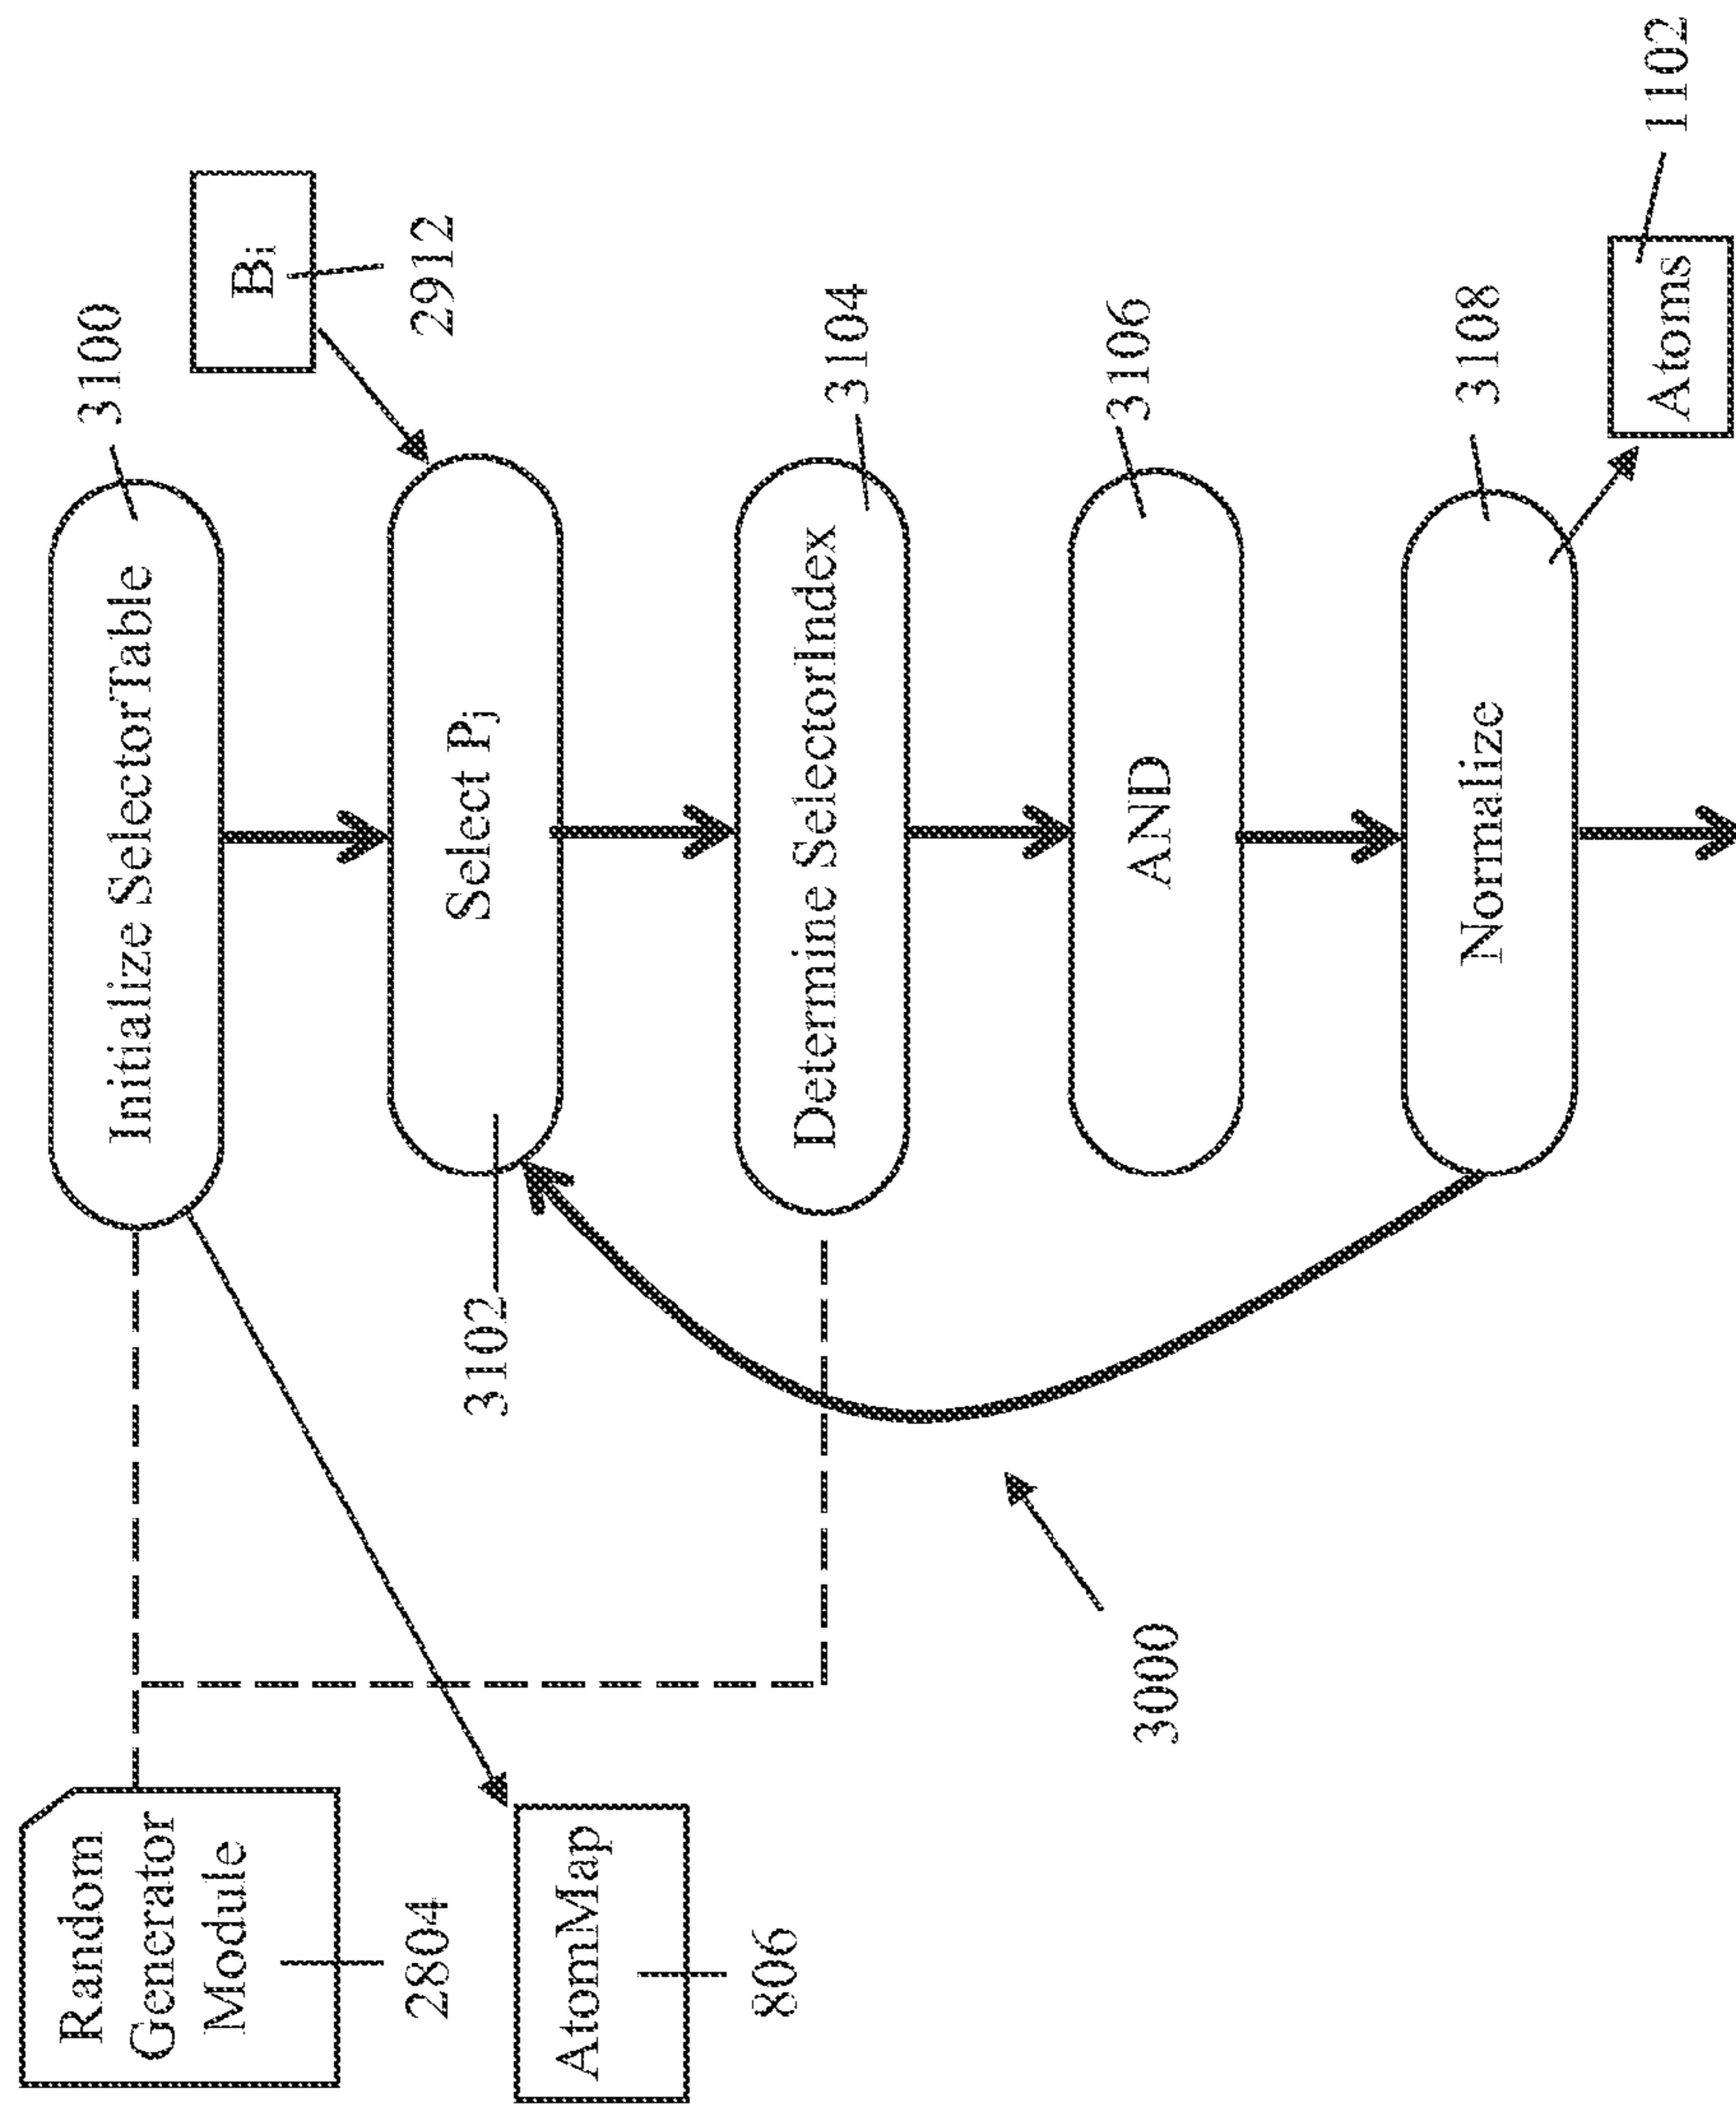 Random
Generator
Module
2804
AtomMap
806
Initialize SelectorTable
3100
Bi
2912
Select Pj
3102
Determine SelectorIndex
3104
AND
3106
Normalize
3108
Atoms
1102
3000